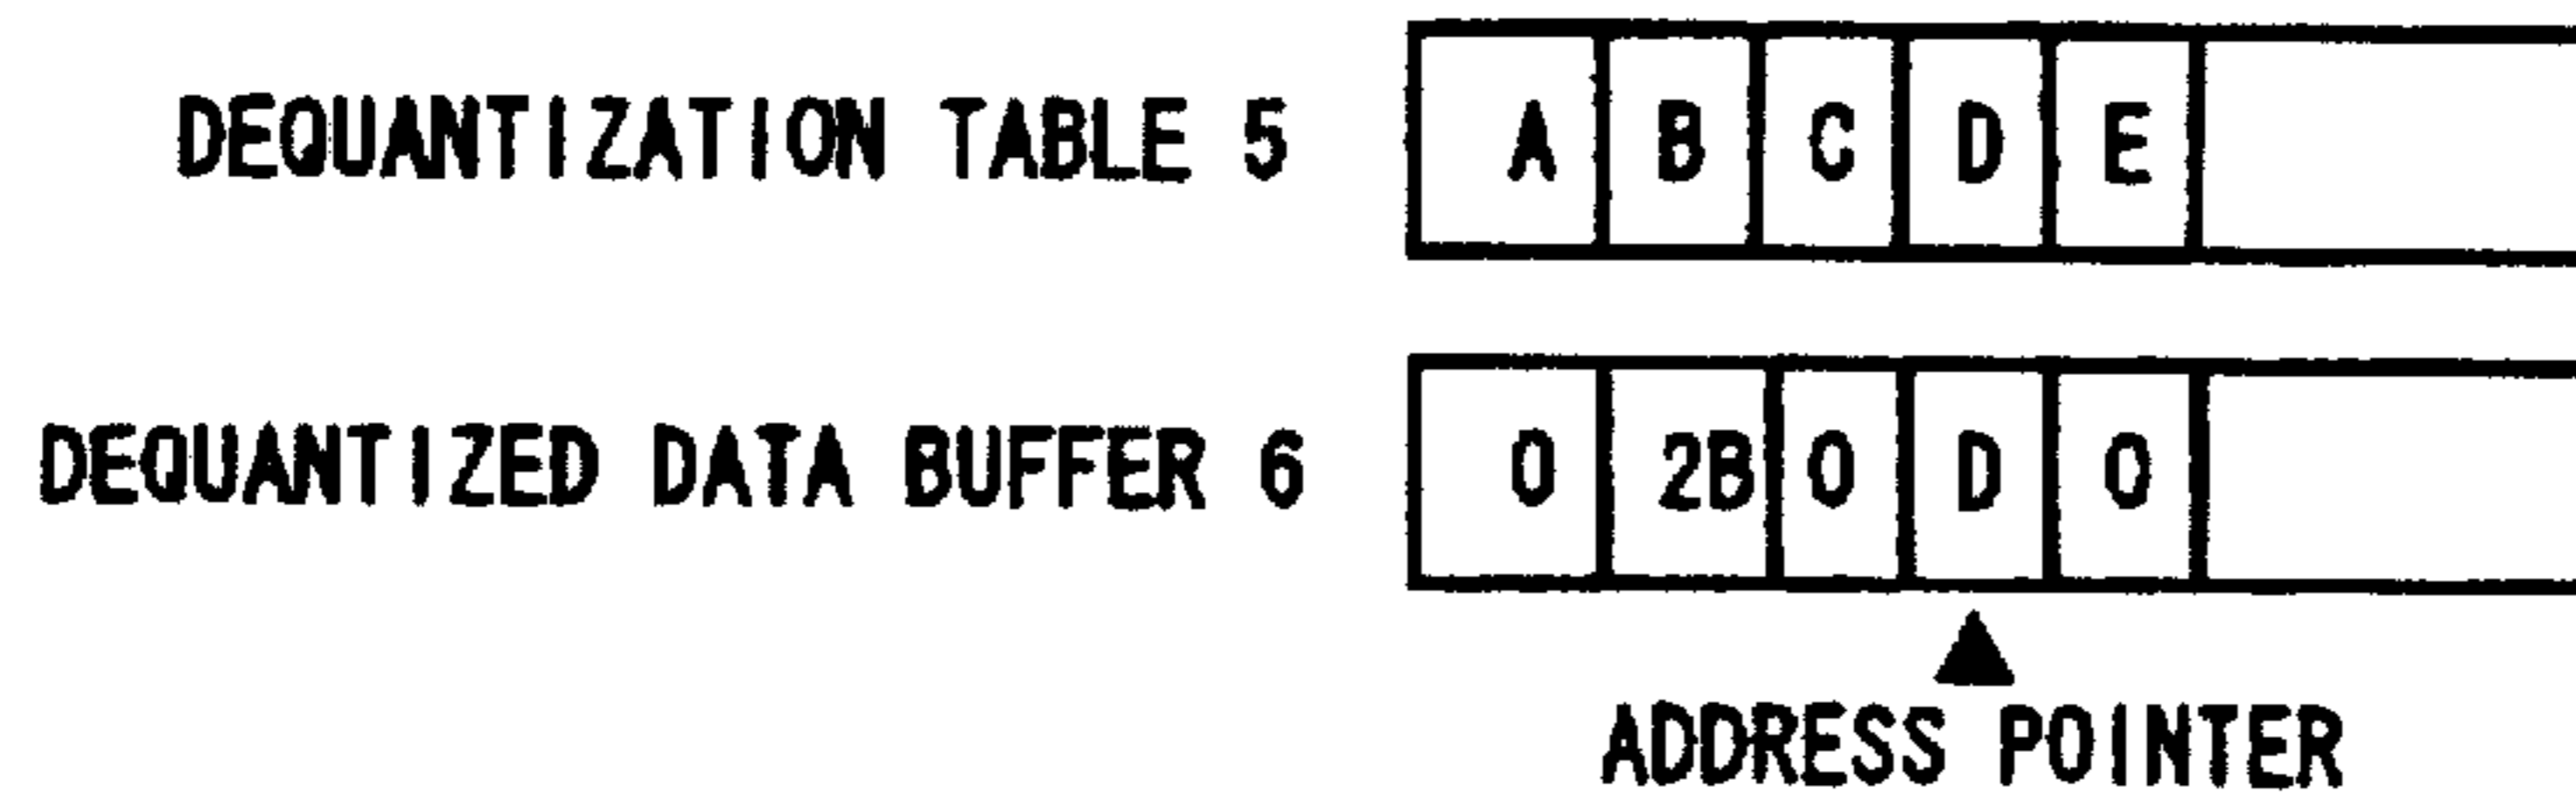 DEQUANTIZATION TABLE 5 A B C D E
DEQUANTIZED DATA BUFFER 6 0 2B 0 D 0
ADDRESS POINTER